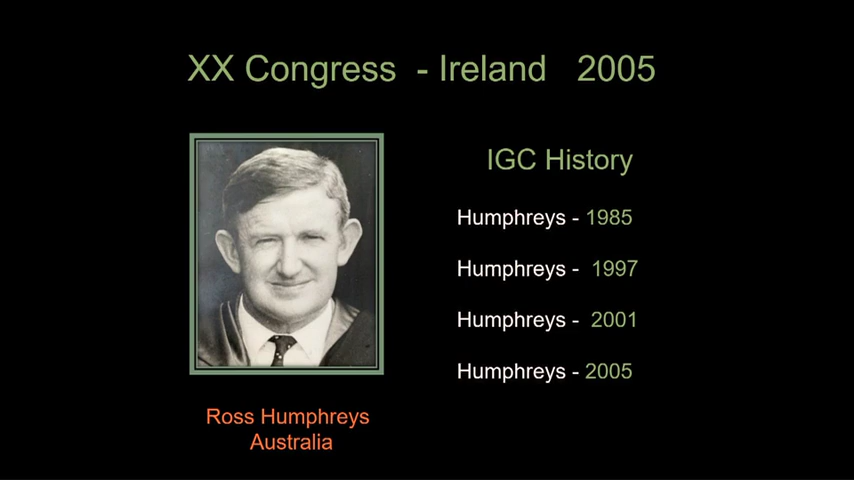 XX Congress - Ireland 2005
IGC History
Humphreys - 1985
Humphreys - 1997
Humphreys - 2001
Humphreys - 2005
Ross Humphreys
Australia